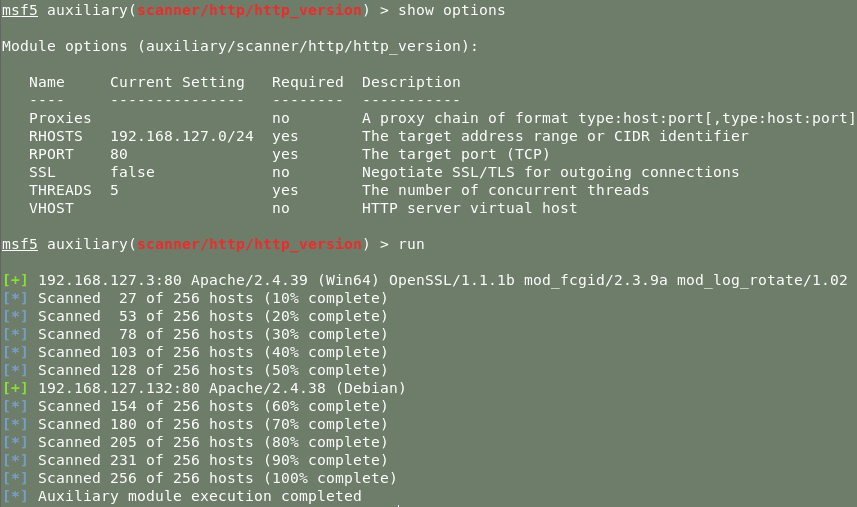 msf5 auxiliary(scanner/http/http_version) > show options
Module options (auxiliary/scanner/http/http_version):
Name     Current Setting   Required  Description
----     ---------------   --------  -----------
Proxies                    no        A proxy chain of format type:host:port[,type:host:port]
RHOSTS   192.168.127.0/24  yes       The target address range or CIDR identifier
RPORT    80                yes       The target port (TCP)
SSL      false             no        Negotiate SSL/TLS for outgoing connections
THREADS  5                 yes       The number of concurrent threads
VHOST                      no        HTTP server virtual host
msf5 auxiliary(scanner/http/http_version) > run
[+] 192.168.127.3:80 Apache/2.4.39 (Win64) OpenSSL/1.1.1b mod_fcgid/2.3.9a mod_log_rotate/1.02
[*] Scanned  27 of 256 hosts (10% complete)
[*] Scanned  53 of 256 hosts (20% complete)
[*] Scanned  78 of 256 hosts (30% complete)
[*] Scanned 103 of 256 hosts (40% complete)
[*] Scanned 128 of 256 hosts (50% complete)
[+] 192.168.127.132:80 Apache/2.4.38 (Debian)
[*] Scanned 154 of 256 hosts (60% complete)
[*] Scanned 180 of 256 hosts (70% complete)
[*] Scanned 205 of 256 hosts (80% complete)
[*] Scanned 231 of 256 hosts (90% complete)
[*] Scanned 256 of 256 hosts (100% complete)
[*] Auxiliary module execution completed